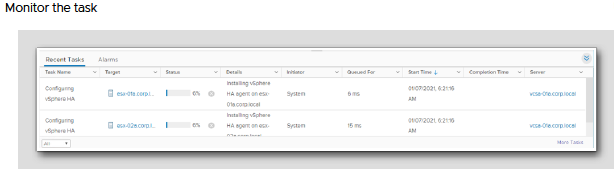 Monitor the task
Recent Tasks Alarms
Task Name Target Status Details Initiator Queued For Start Time ↓ Completion Time Server
Configuring vSphere HA esx-01a.corp.l... 6% Installing vSphere HA agent on esx-01a.corp.local System 6 ms 01/07/2021, 6:21:16 AM vcsa-01a.corp.local
Configuring vSphere HA esx-02a.corp.l... 6% Installing vSphere HA agent on esx-02a.corp.local System 15 ms 01/07/2021, 6:21:16 AM vcsa-01a.corp.local
All More Tasks